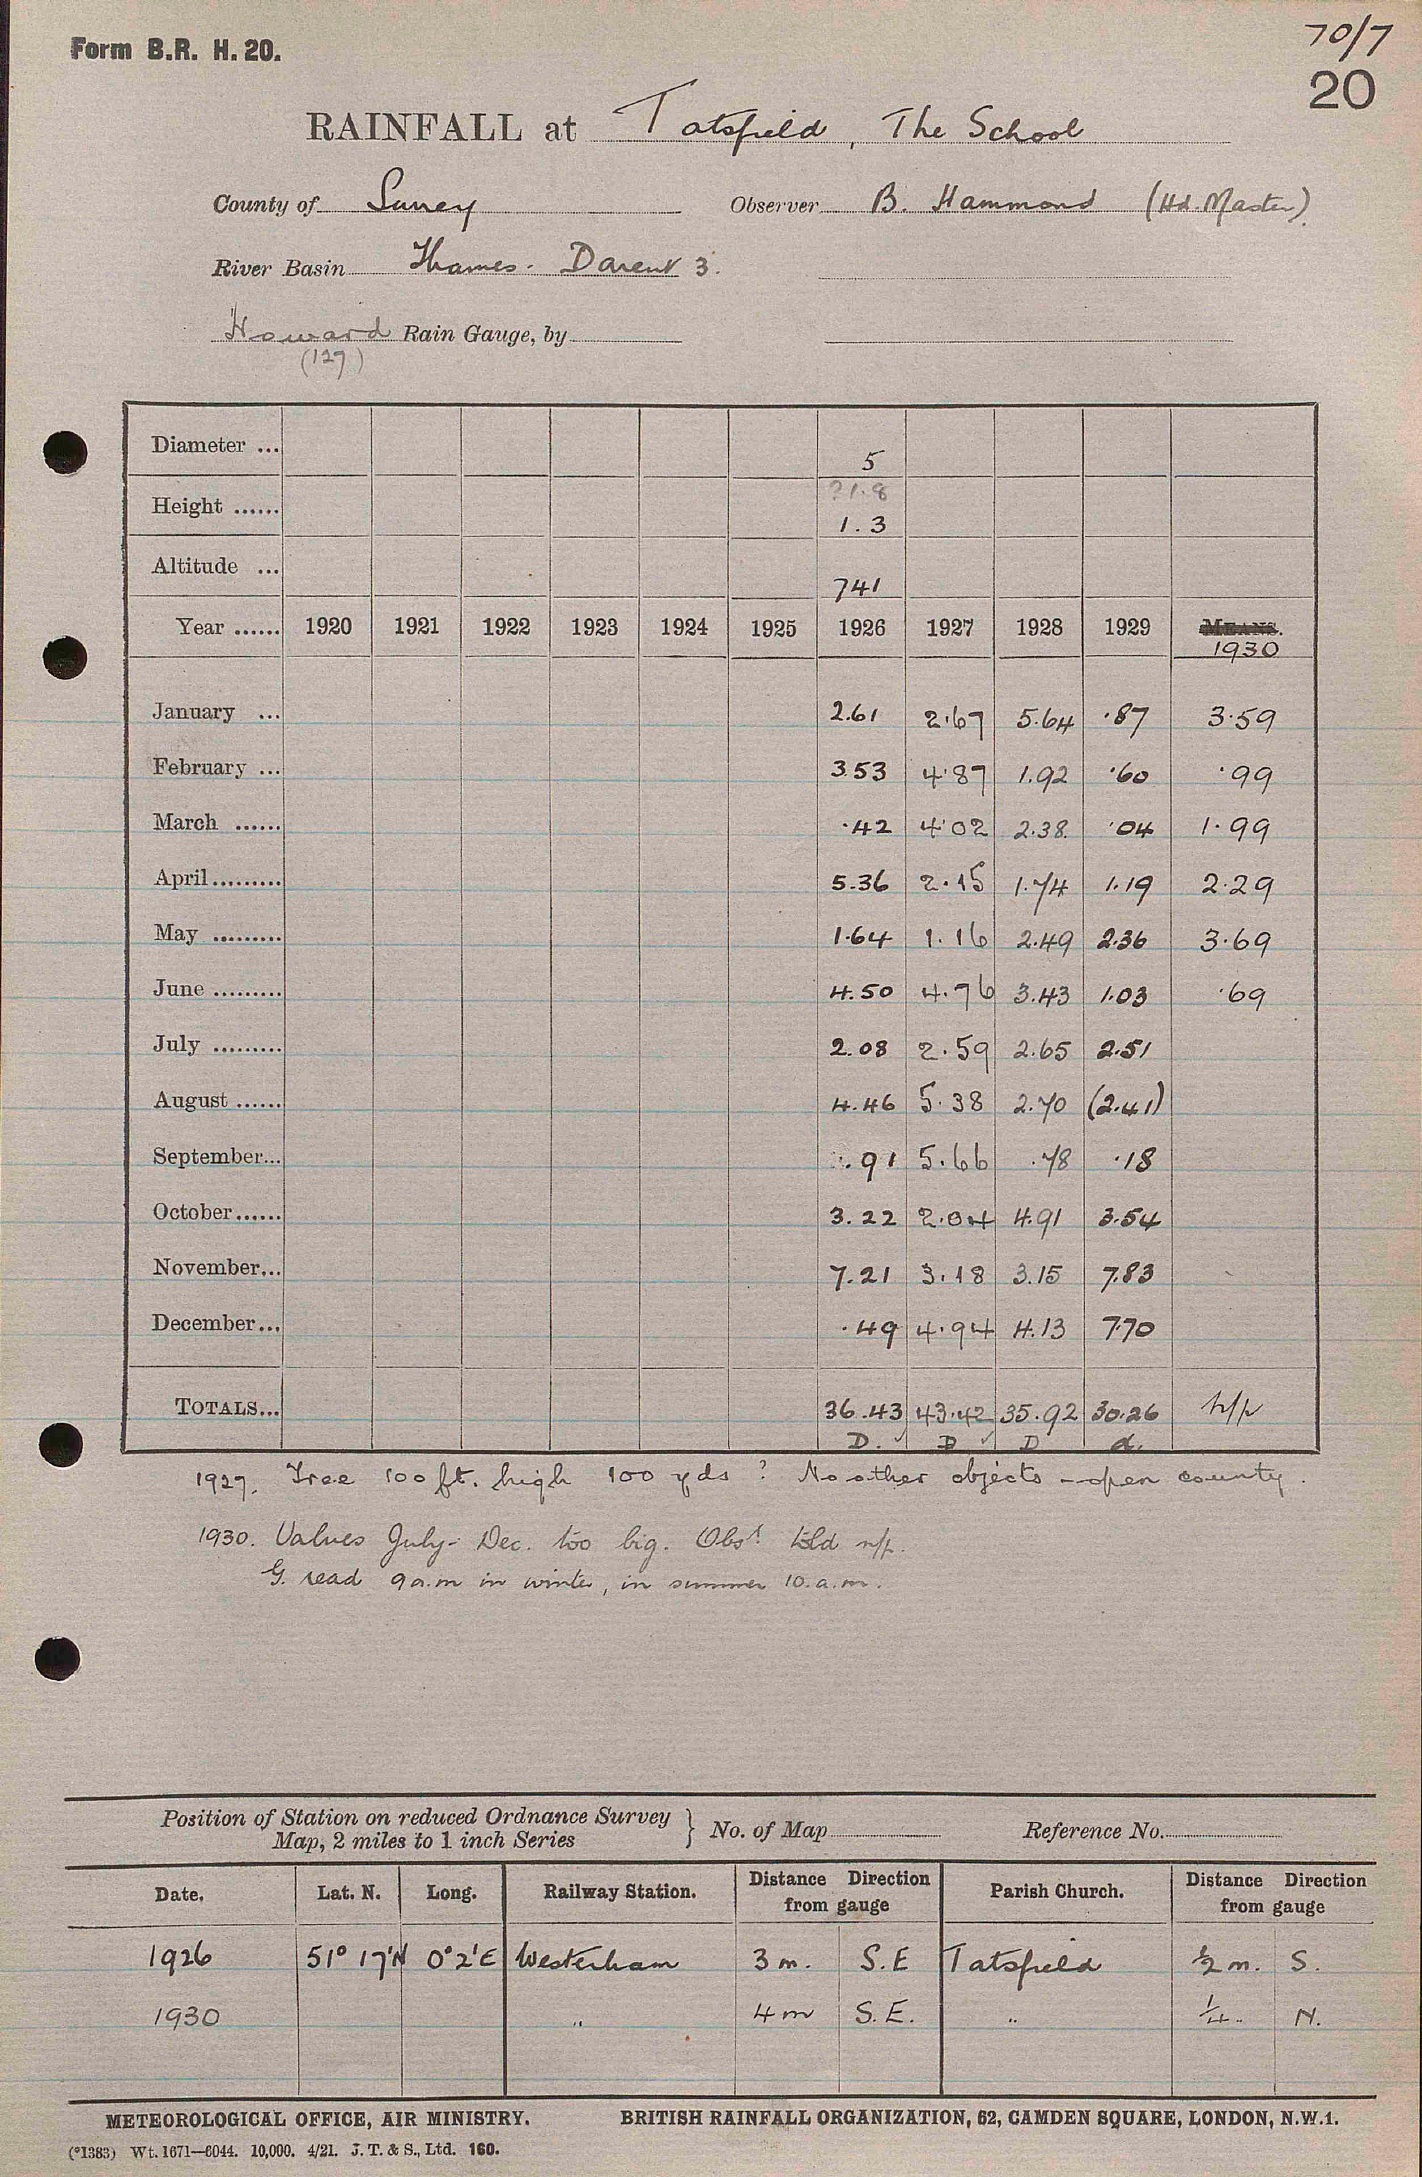 Form B.R. H. 20.
70/7
20
RAINFALL at Tatsfield, The School
County of Surrey Observer B. Hammond (Hd. Master)
River Basin Thames. Darent 3.
Howard Rain Gauge, by
(127)
Diameter ... 5
Height ...... ?1.8
1.3
Altitude ... 741
Year ...... 1920 1921 1922 1923 1924 1925 1926 1927 1928 1929 MEANS.
1930
January ... 2.61 2.67 5.64 .87 3.59
February ... 3.53 4.87 1.92 .60 .99
March ...... .42 4.02 2.38 .04 1.99
April ......... 5.36 2.15 1.74 1.19 2.29
May ......... 1.64 1.16 2.49 2.36 3.69
June ......... 4.50 4.76 3.43 1.03 .69
July ......... 2.08 2.59 2.65 2.51
August ...... 4.46 5.38 2.70 (2.41)
September... .91 5.66 .78 .18
October...... 3.22 2.04 4.91 3.54
November... 7.21 3.18 3.15 7.83
December... .49 4.94 4.13 7.70
TOTALS... 36.43 43.42 35.92 30.26 n/p
D. ✓ D ✓ D d.
1927. Tree 100 ft. high 100 yds ? No other objects – open county.
1930. Values July - Dec. too big. Obsr. told n/p.
G. read 9 a.m in winter, in summer 10. a.m.
Position of Station on reduced Ordnance Survey
Map, 2 miles to 1 inch Series } No. of Map Reference No.
Date. Lat. N. Long. Railway Station. Distance Direction from gauge Parish Church. Distance Direction from gauge
1926 51° 17'N 0°2'E Westerham 3 m. S.E Tatsfield ½ m. S.
1930 " 4 m S.E. " ¼ " N.
METEOROLOGICAL OFFICE, AIR MINISTRY. BRITISH RAINFALL ORGANIZATION, 62, CAMDEN SQUARE, LONDON, N.W.1.
(*1383) Wt. 1671—6044. 10,000. 4/21. J. T. & S., Ltd. 160.